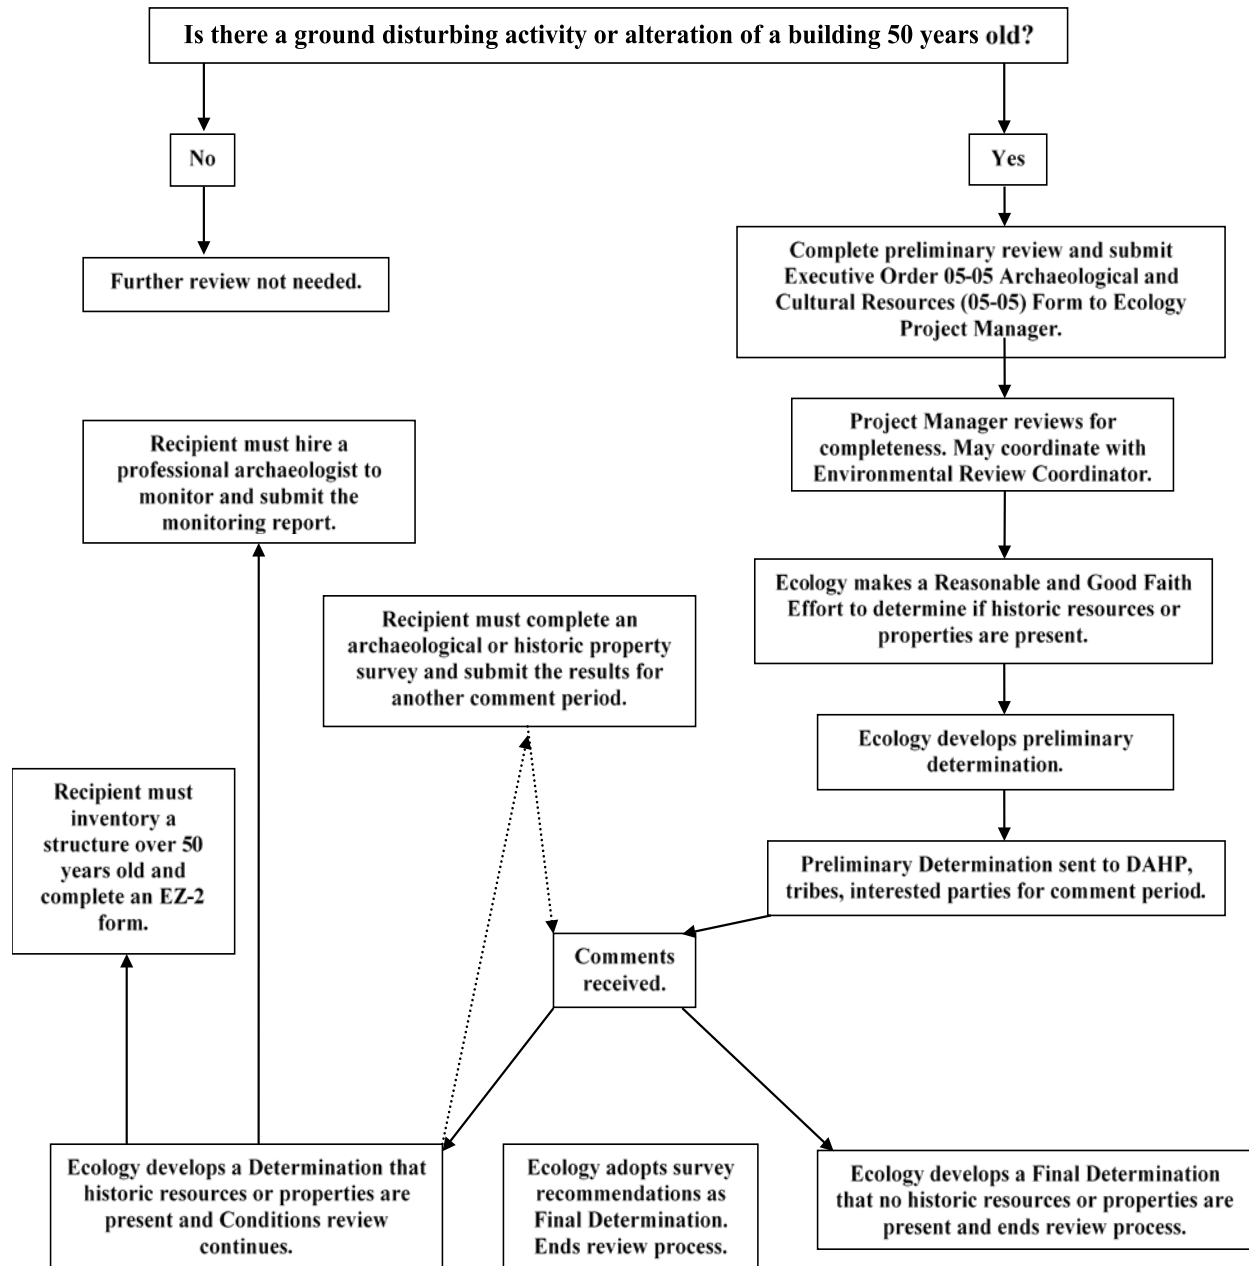 Is there a ground disturbing activity or alteration of a building 50 years old?
No
Yes
Further review not needed.
Complete preliminary review and submit
Executive Order 05-05 Archaeological and
Cultural Resources (05-05) Form to Ecology
Project Manager.
Project Manager reviews for
completeness. May coordinate with
Environmental Review Coordinator.
Recipient must hire a
professional archaeologist to
monitor and submit the
monitoring report.
Ecology makes a Reasonable and Good Faith
Effort to determine if historic resources or
properties are present.
Recipient must complete an
archaeological or historic property
survey and submit the results for
another comment period.
Ecology develops preliminary
determination.
Recipient must
inventory a
structure over 50
years old and
complete an EZ-2
form.
Preliminary Determination sent to DAHP,
tribes, interested parties for comment period.
Comments
received.
Ecology develops a Determination that
historic resources or properties are
present and Conditions review
continues.
Ecology adopts survey
recommendations as
Final Determination.
Ends review process.
Ecology develops a Final Determination
that no historic resources or properties are
present and ends review process.